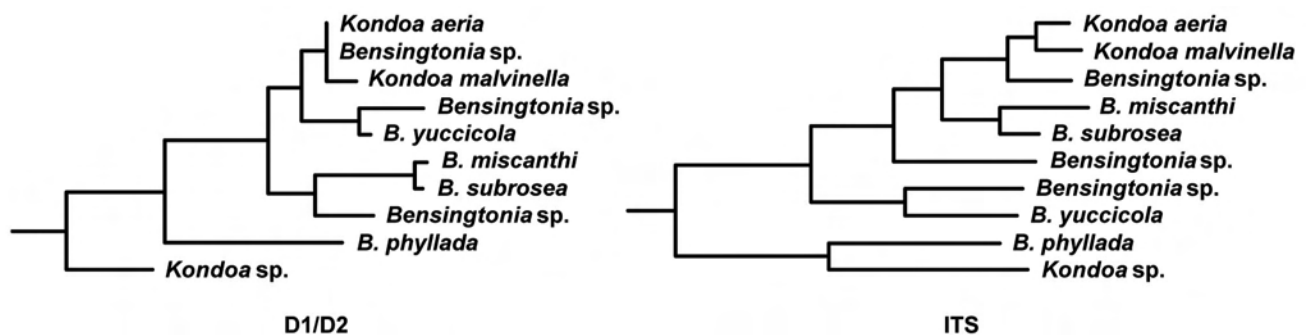 Kondoa aeria
Bensingtonia sp.
Kondoa malvinella
Bensingtonia sp.
B. yuccicola
B. miscanthi
B. subrosea
Bensingtonia sp.
B. phyllada
Kondoa sp.
D1/D2
Kondoa aeria
Kondoa malvinella
Bensingtonia sp.
B. miscanthi
B. subrosea
Bensingtonia sp.
Bensingtonia sp.
B. yuccicola
B. phyllada
Kondoa sp.
ITS